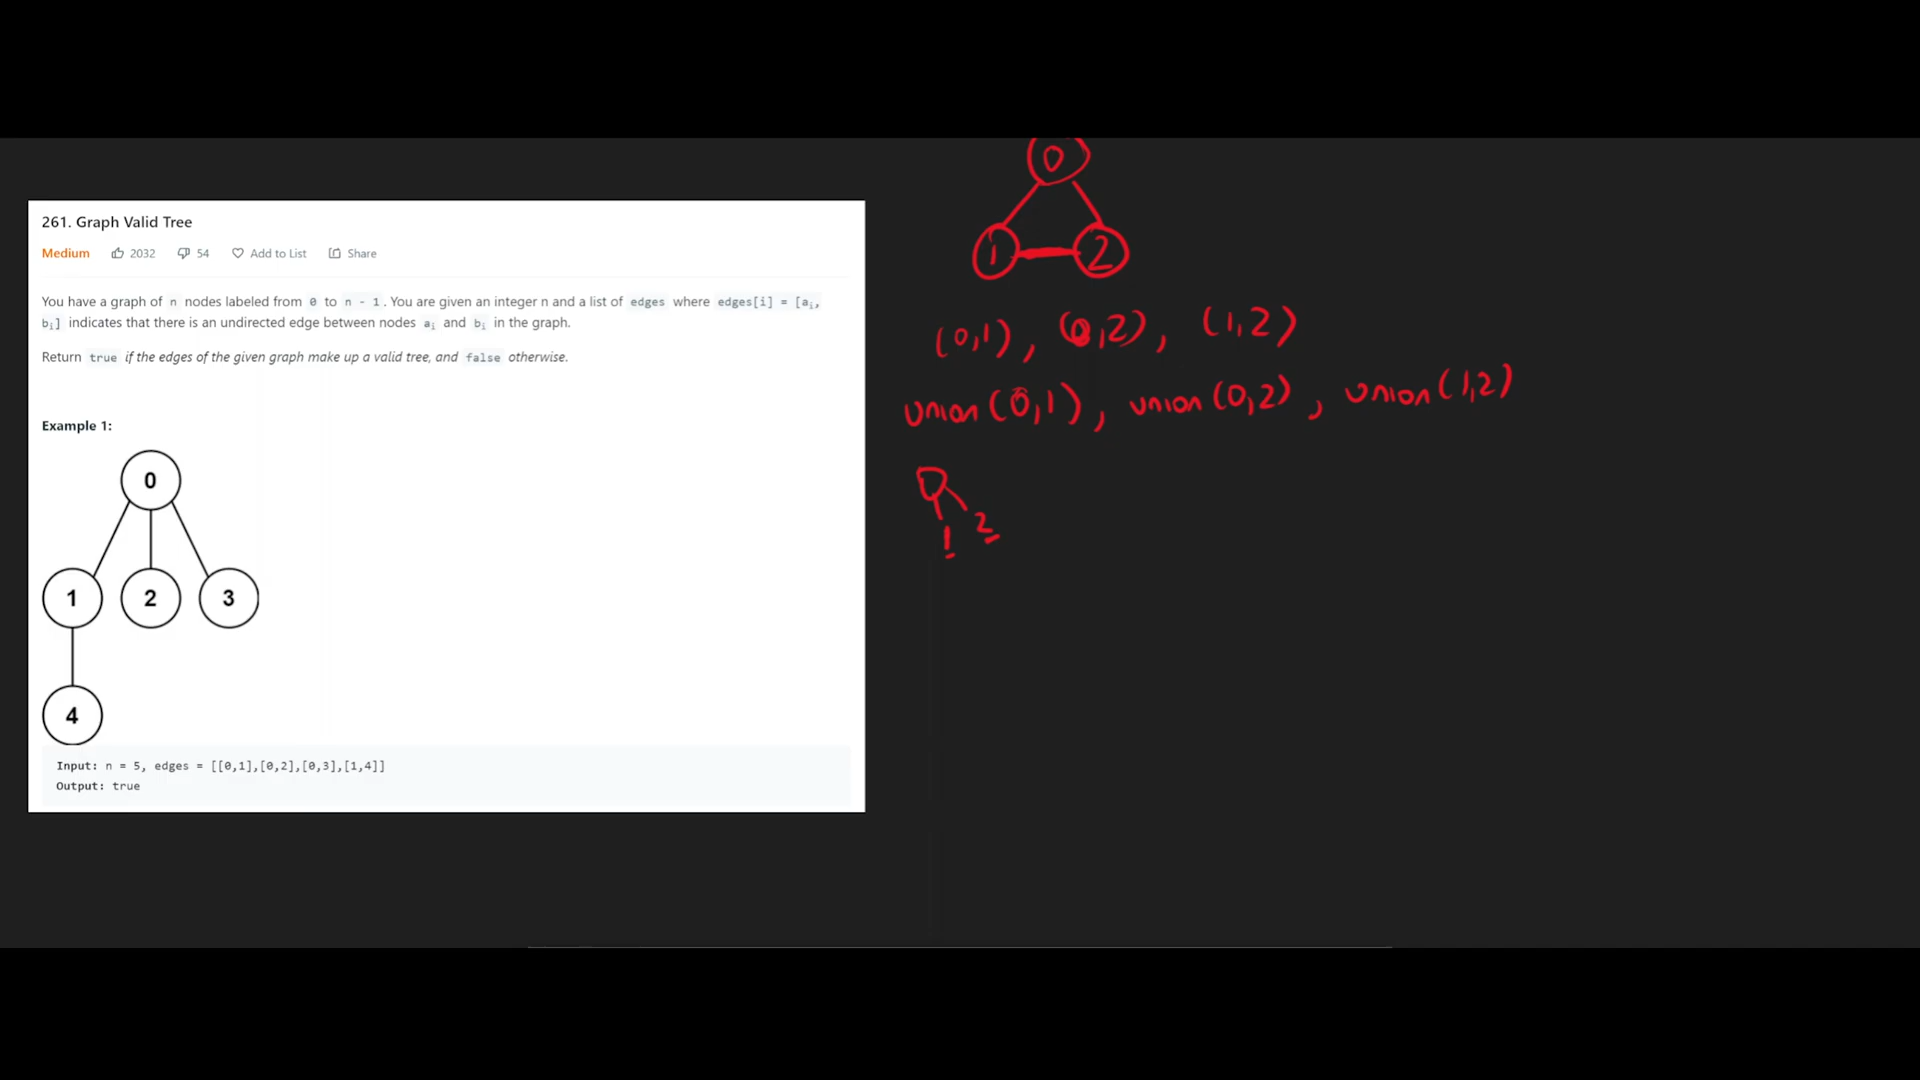 261. Graph Valid Tree
Medium 2032 54 Add to List Share
You have a graph of n nodes labeled from 0 to n - 1. You are given an integer n and a list of edges where edges[i] = [ai,
bi] indicates that there is an undirected edge between nodes ai and bi in the graph.
Return true if the edges of the given graph make up a valid tree, and false otherwise.
Example 1:
0
1 2 3
4
Input: n = 5, edges = [[0,1],[0,2],[0,3],[1,4]]
Output: true
0
1 2
(0,1), (0,2), (1,2)
union(0,1), union(0,2), union(1,2)
0
1 2